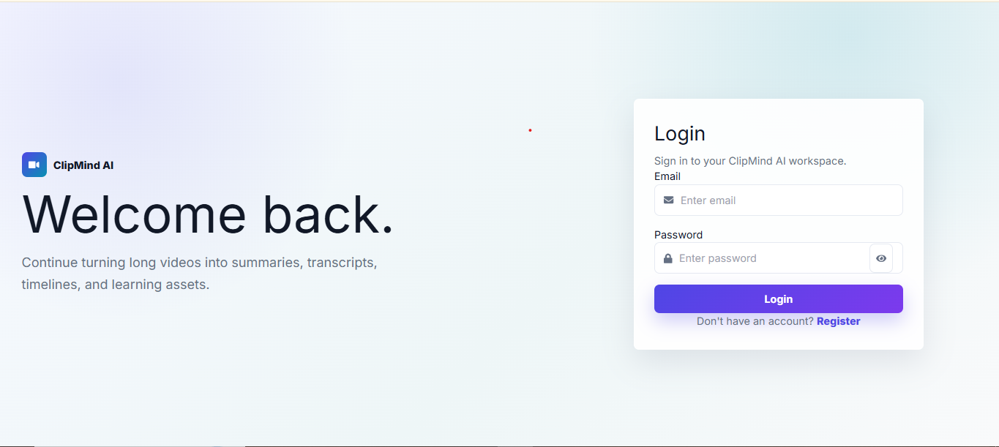 ClipMind AI
Welcome back.
Continue turning long videos into summaries, transcripts,
timelines, and learning assets.
Login
Sign in to your ClipMind AI workspace.
Email
Enter email
Password
Enter password
Login
Don't have an account? Register